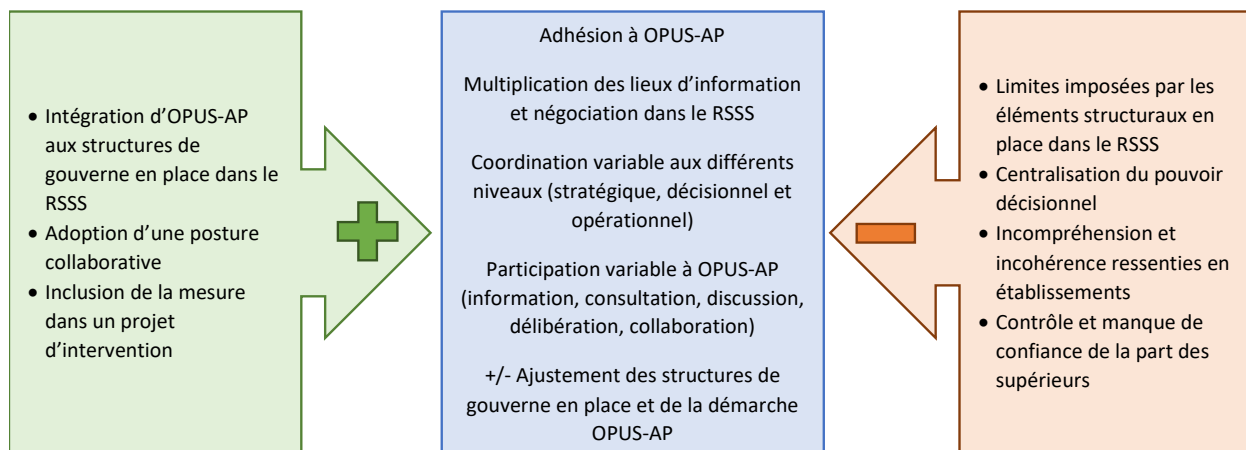 • Intégration d’OPUS-AP
aux structures de
gouverne en place dans le
RSSS
• Adoption d’une posture
collaborative
• Inclusion de la mesure
dans un projet
d’intervention
Adhésion à OPUS-AP
Multiplication des lieux d’information
et négociation dans le RSSS
Coordination variable aux différents
niveaux (stratégique, décisionnel et
opérationnel)
Participation variable à OPUS-AP
(information, consultation, discussion,
délibération, collaboration)
+/- Ajustement des structures de
gouverne en place et de la démarche
OPUS-AP
• Limites imposées par les
éléments structuraux en
place dans le RSSS
• Centralisation du pouvoir
décisionnel
• Incompréhension et
incohérence ressenties en
établissements
• Contrôle et manque de
confiance de la part des
supérieurs